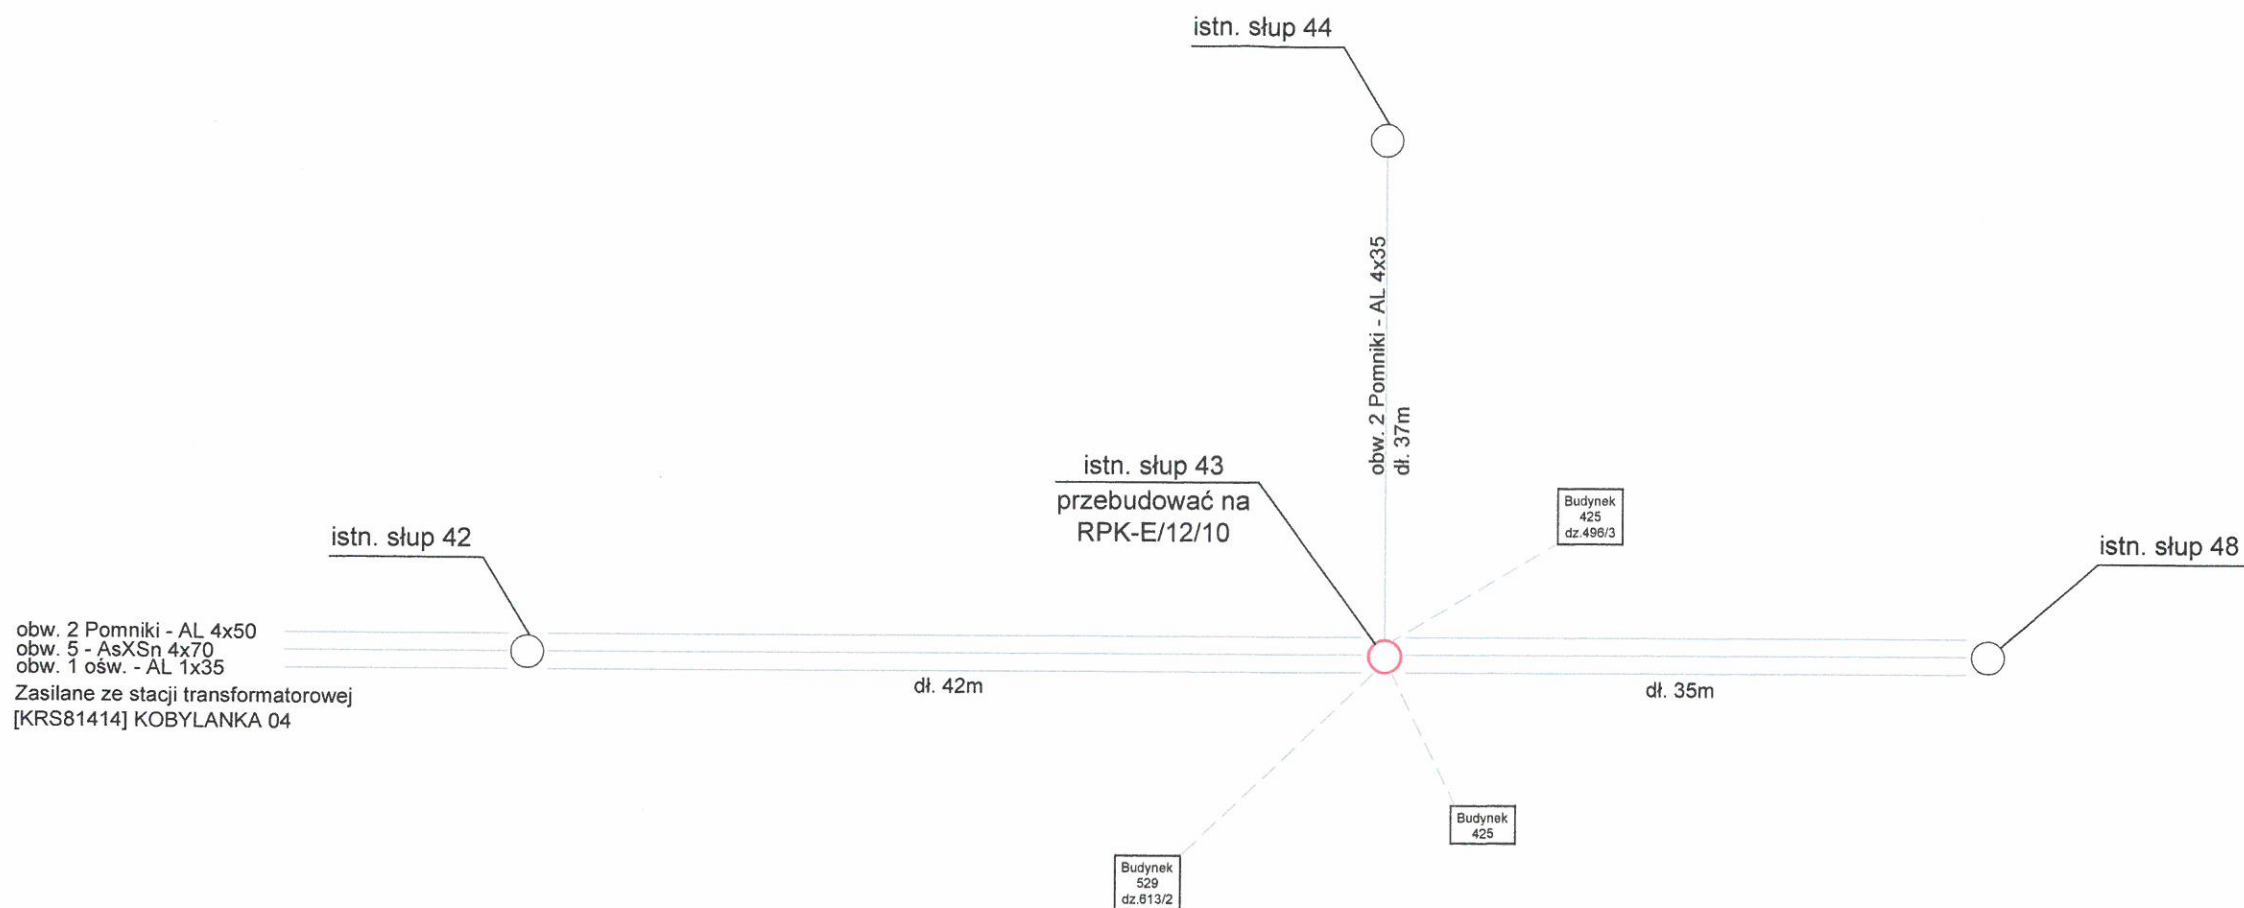 istn. słup 44
obw. 2 Pomniki - AL 4x35
dł. 37m
istn. słup 43
przebudować na
RPK-E/12/10
Budynek
425
dz.496/3
istn. słup 42
istn. słup 48
obw. 2 Pomniki - AL 4x50
obw. 5 - AsXSn 4x70
obw. 1 ośw. - AL 1x35
Zasilane ze stacji transformatorowej
[KRS81414] KOBYLANKA 04
dł. 42m
dł. 35m
Budynek
425
Budynek
529
dz.613/2